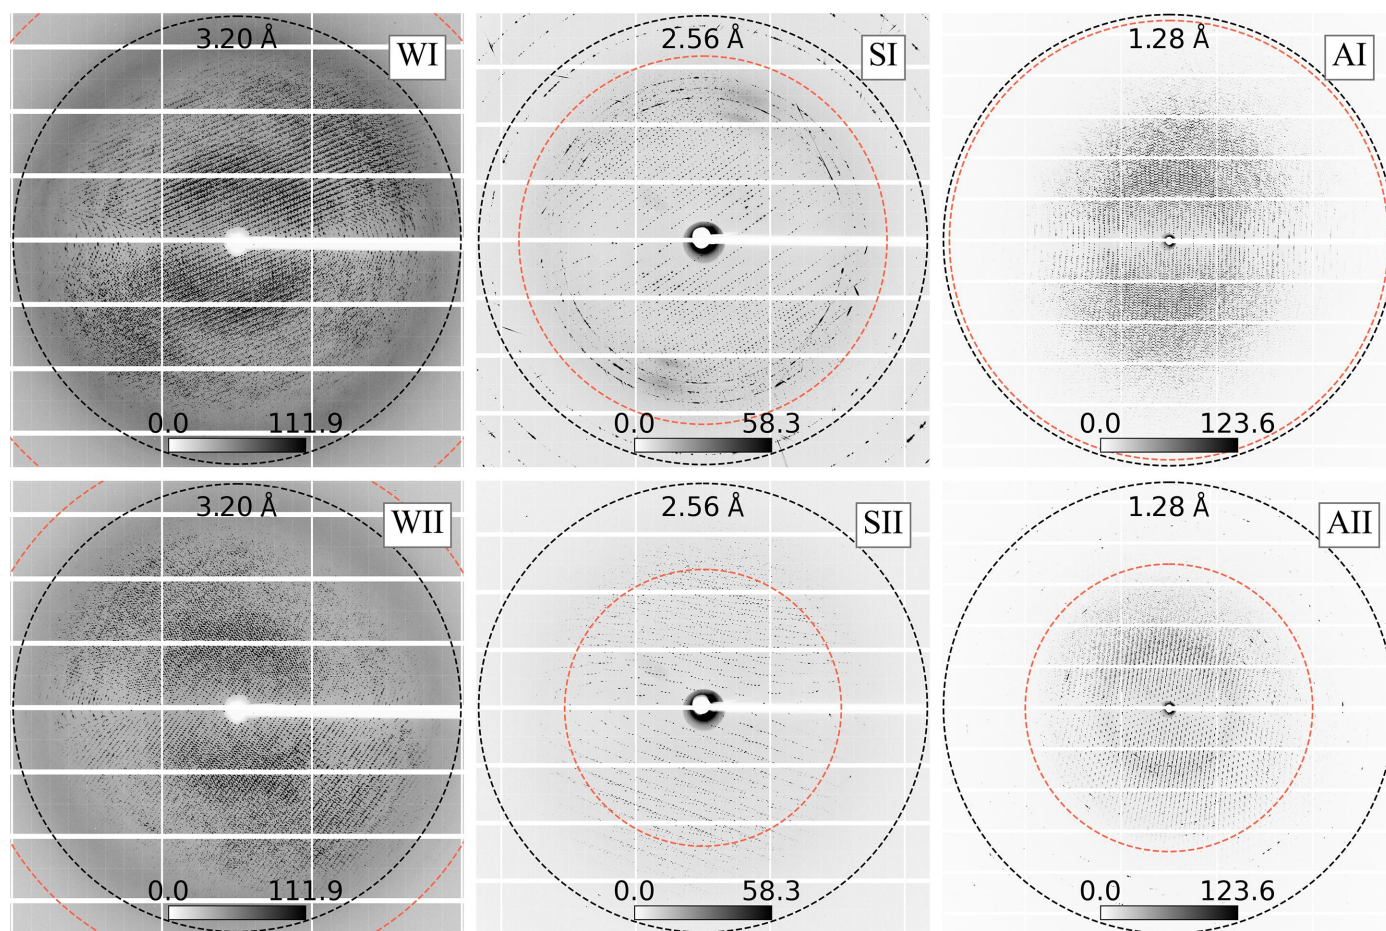 3.20 Å
WI
0.0 111.9
2.56 Å
SI
0.0 58.3
1.28 Å
AI
0.0 123.6
3.20 Å
WII
0.0 111.9
2.56 Å
SII
0.0 58.3
1.28 Å
AII
0.0 123.6